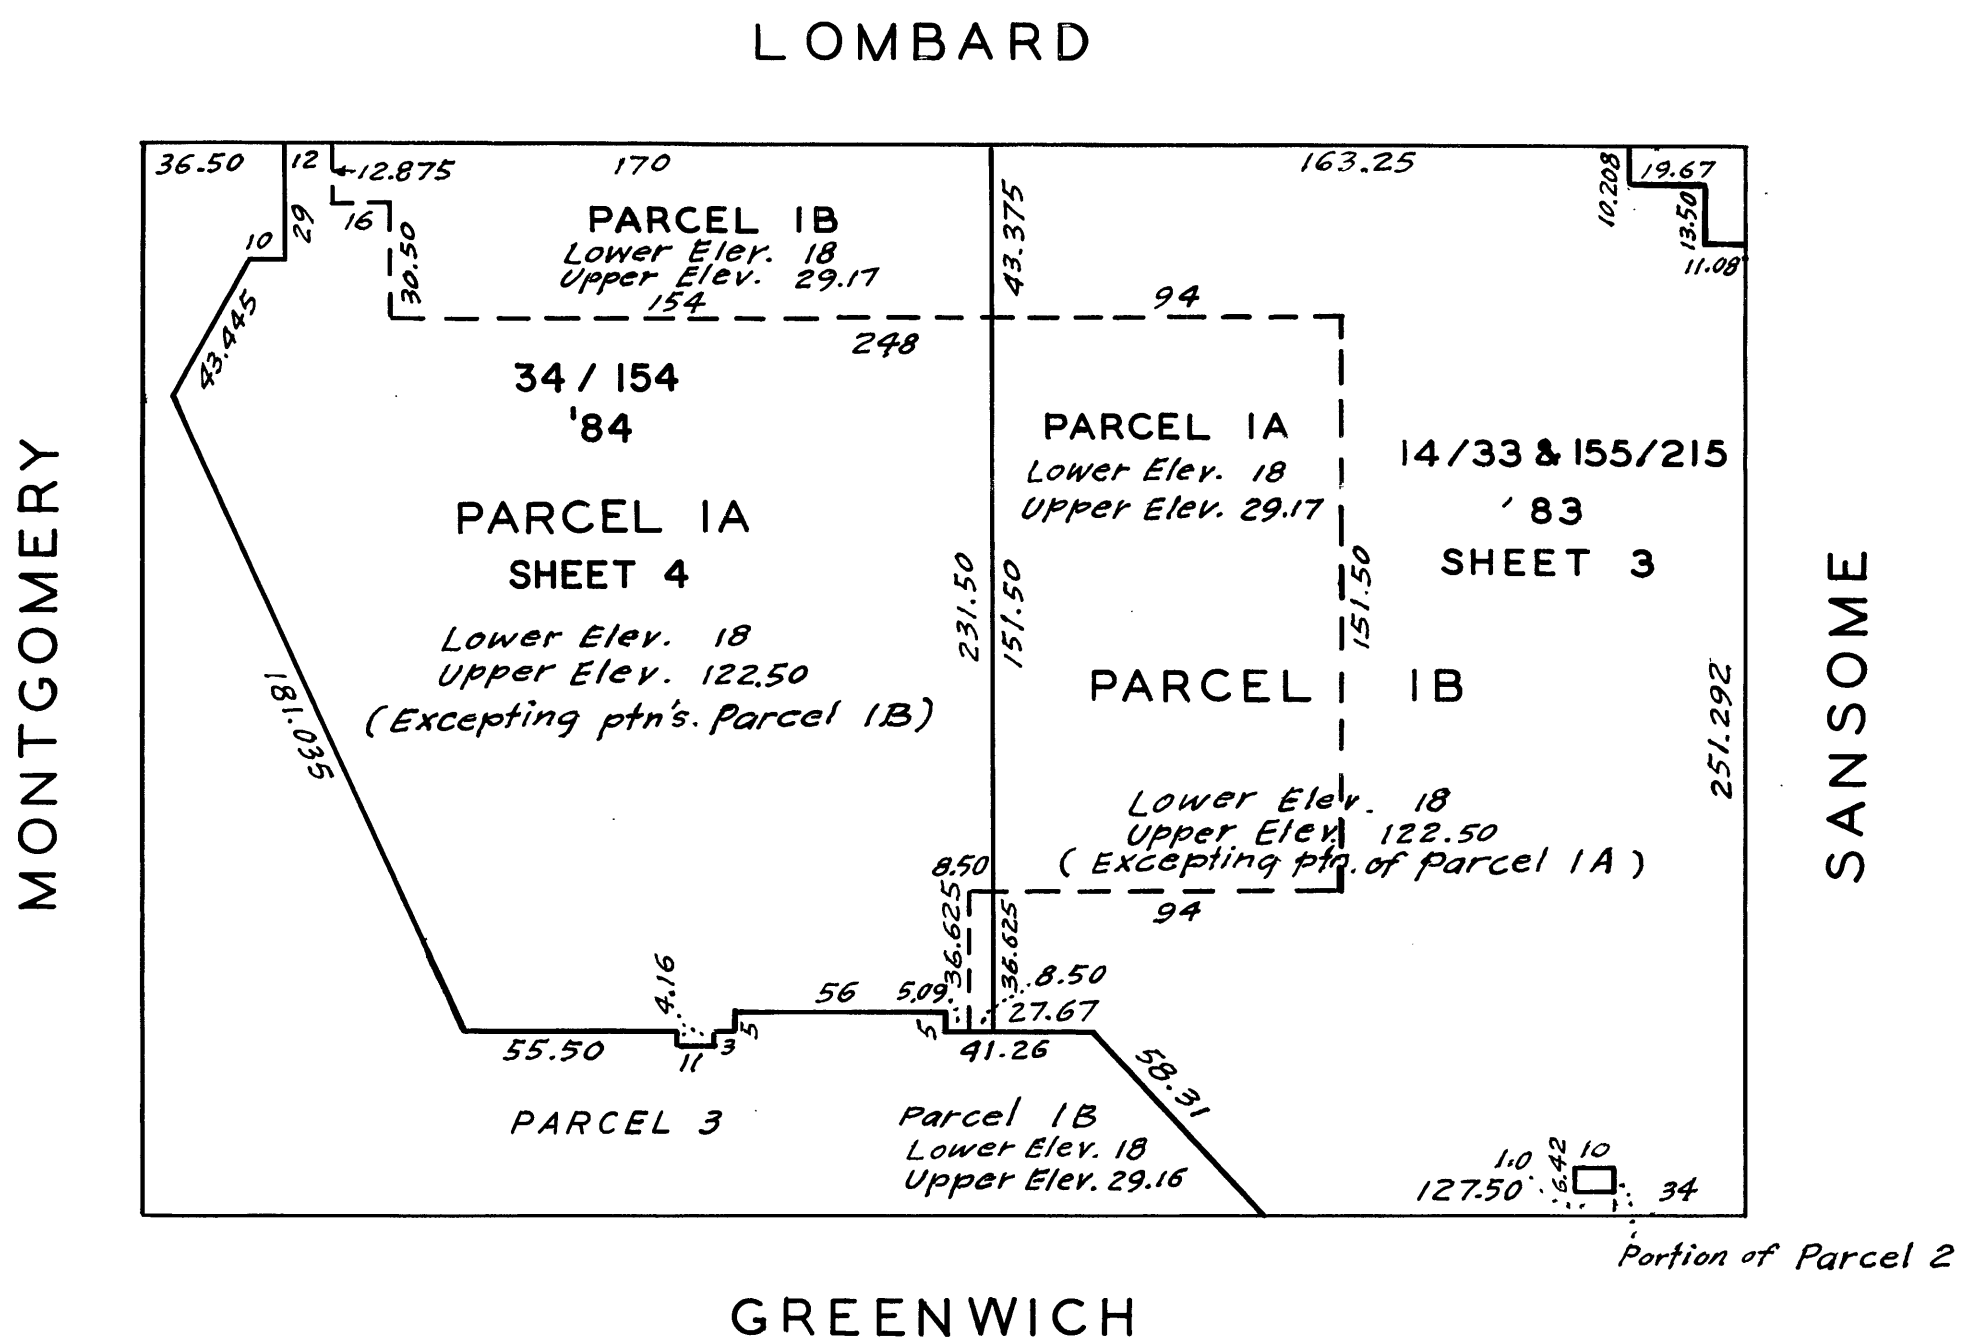 LOMBARD
36.50
12
12.875
170
163.25
10.208
19.67
13.50
11.08
29
10
16
30.50
43.375
PARCEL 1B
Lower Elev. 18
Upper Elev. 29.17
154
94
248
43.445
34 / 154
'84
PARCEL 1A
Lower Elev. 18
Upper Elev. 29.17
14/33 & 155/215
'83
SHEET 3
PARCEL 1A
SHEET 4
Lower Elev. 18
Upper Elev. 122.50
(Excepting ptn's. Parcel 1B)
231.50
151.50
151.50
MONTGOMERY
SANSOME
181.035
251.292
PARCEL 1B
Lower Elev. 18
Upper Elev. 122.50
(Excepting ptn. of Parcel 1A)
8.50
36.625
36.625
94
4.16
56
5.09
8.50
27.67
55.50
11
3
5
5
41.26
58.31
PARCEL 3
Parcel 1B
Lower Elev. 18
Upper Elev. 29.16
1.0
6.42
10
127.50
34
Portion of Parcel 2
GREENWICH